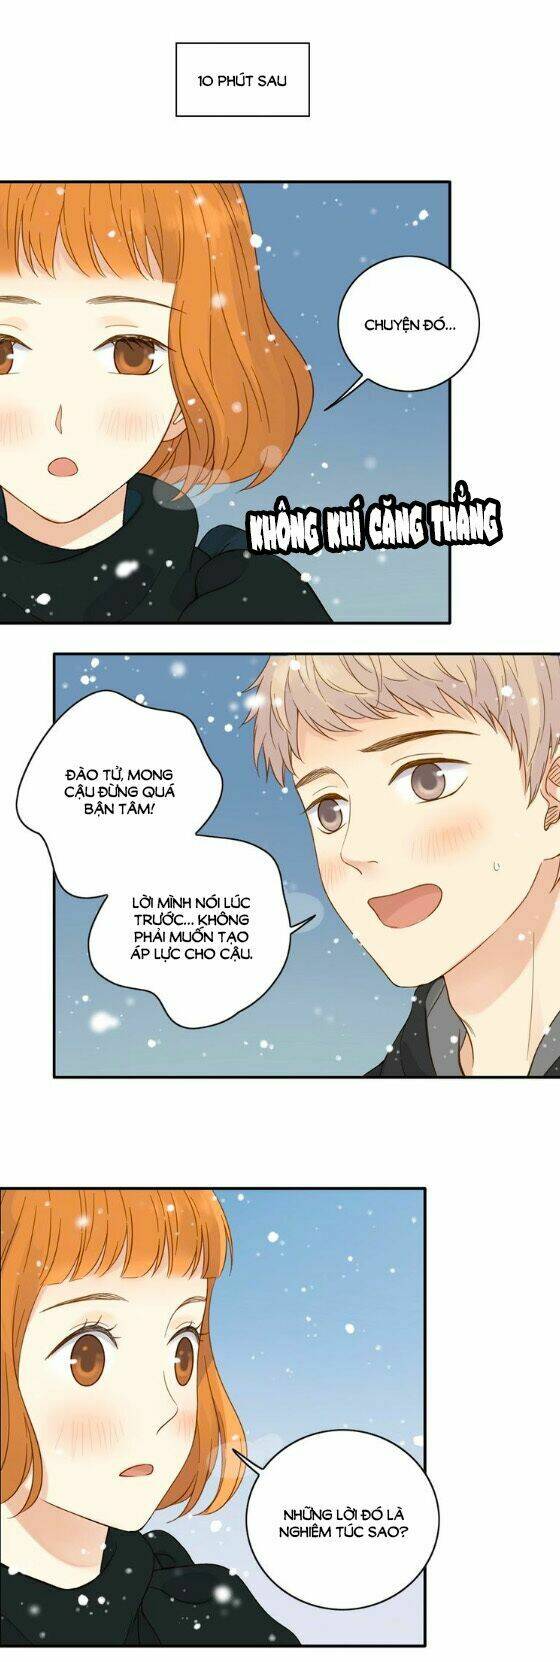 10 PHÚT SAU
CHUYỆN ĐÓ...
KHÔNG KHÍ CĂNG THẲNG
ĐÀO TỬ, MONG
CẬU ĐỪNG QUÁ
BẬN TÂM!
LỜI MÌNH NÓI LÚC
TRƯỚC... KHÔNG
PHẢI MUỐN TẠO
ÁP LỰC CHO CẬU.
NHỮNG LỜI ĐÓ LÀ
NGHIÊM TÚC SAO?